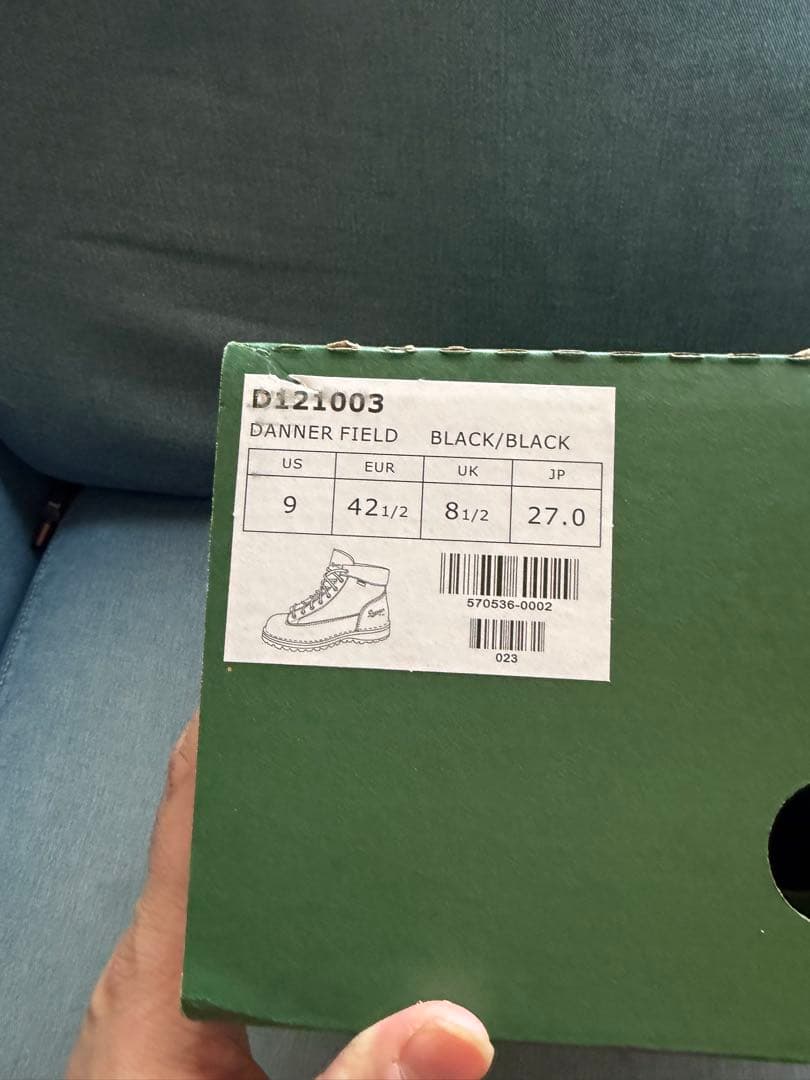 D121003
DANNER FIELD BLACK/BLACK
US EUR UK JP
9 42 1/2 8 1/2 27.0
570536-0002
023